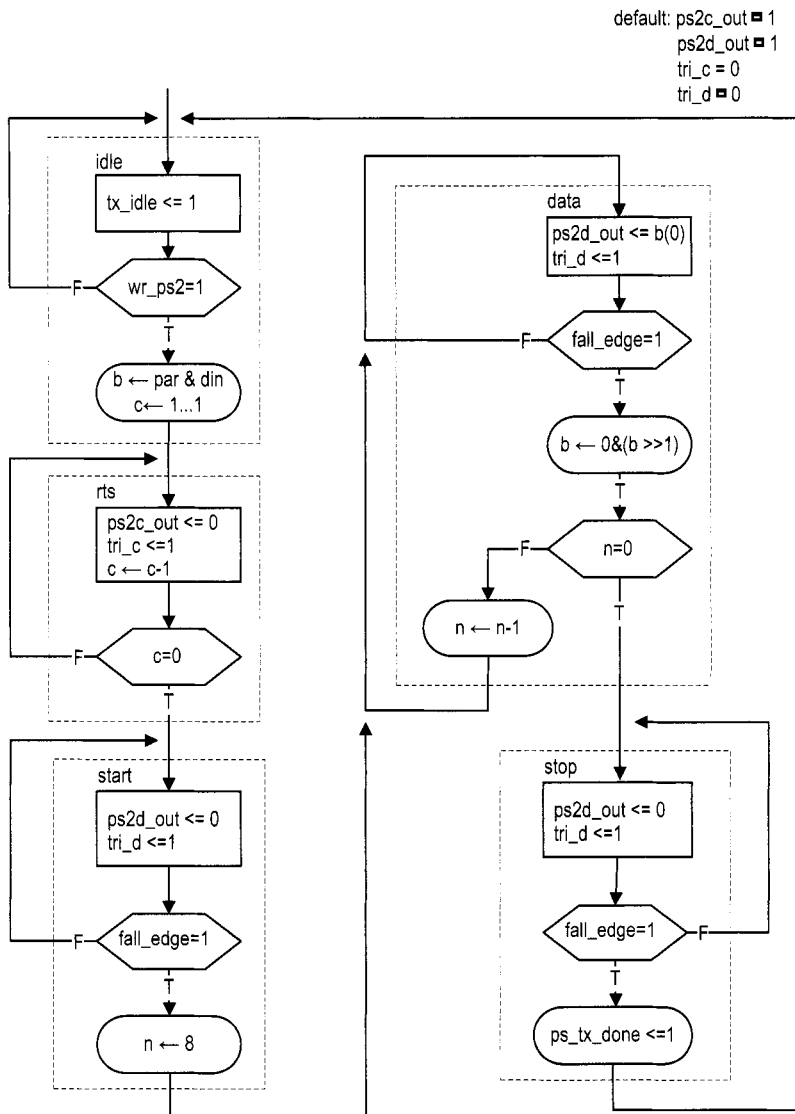 default: ps2c_out = 1
ps2d_out = 1
tri_c = 0
tri_d = 0
idle
tx_idle <= 1
F
wr_ps2=1
T
b ← par & din
c← 1...1
rts
ps2c_out <= 0
tri_c <=1
c ← c-1
F
c=0
T
start
ps2d_out <= 0
tri_d <=1
F
fall_edge=1
T
n ← 8
data
ps2d_out <= b(0)
tri_d <=1
F
fall_edge=1
T
b ← 0&(b >>1)
T
F
n=0
T
n ← n-1
stop
ps2d_out <= 0
tri_d <=1
fall_edge=1
F
T
ps_tx_done <=1